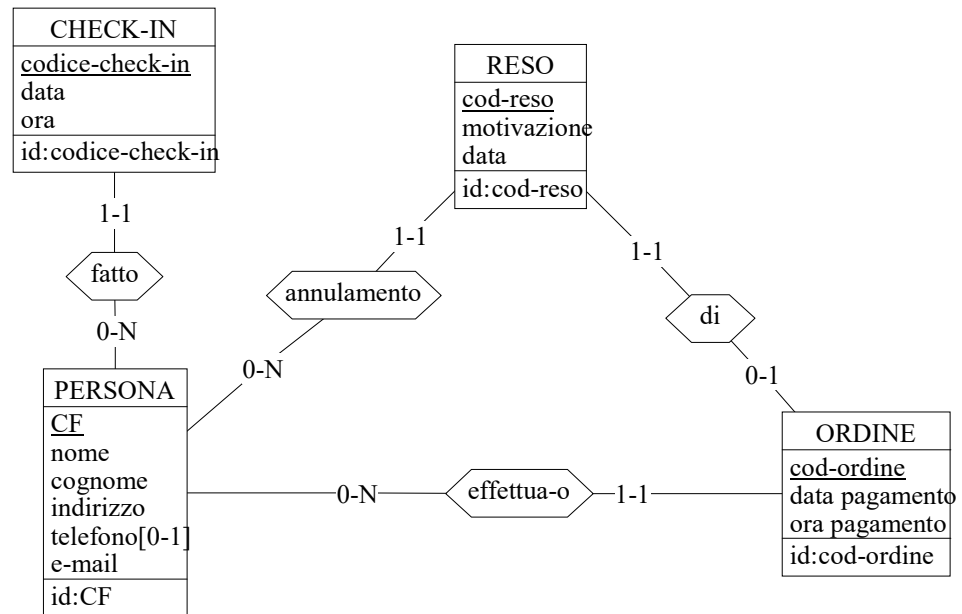 CHECK-IN
codice-check-in
data
ora
id:codice-check-in
1-1
fatto
0-N
PERSONA
CF
nome
cognome
indirizzo
telefono[0-1]
e-mail
id:CF
RESO
cod-reso
motivazione
data
id:cod-reso
1-1
annulamento
0-N
1-1
di
0-1
0-N
effettua-o
1-1
ORDINE
cod-ordine
data pagamento
ora pagamento
id:cod-ordine